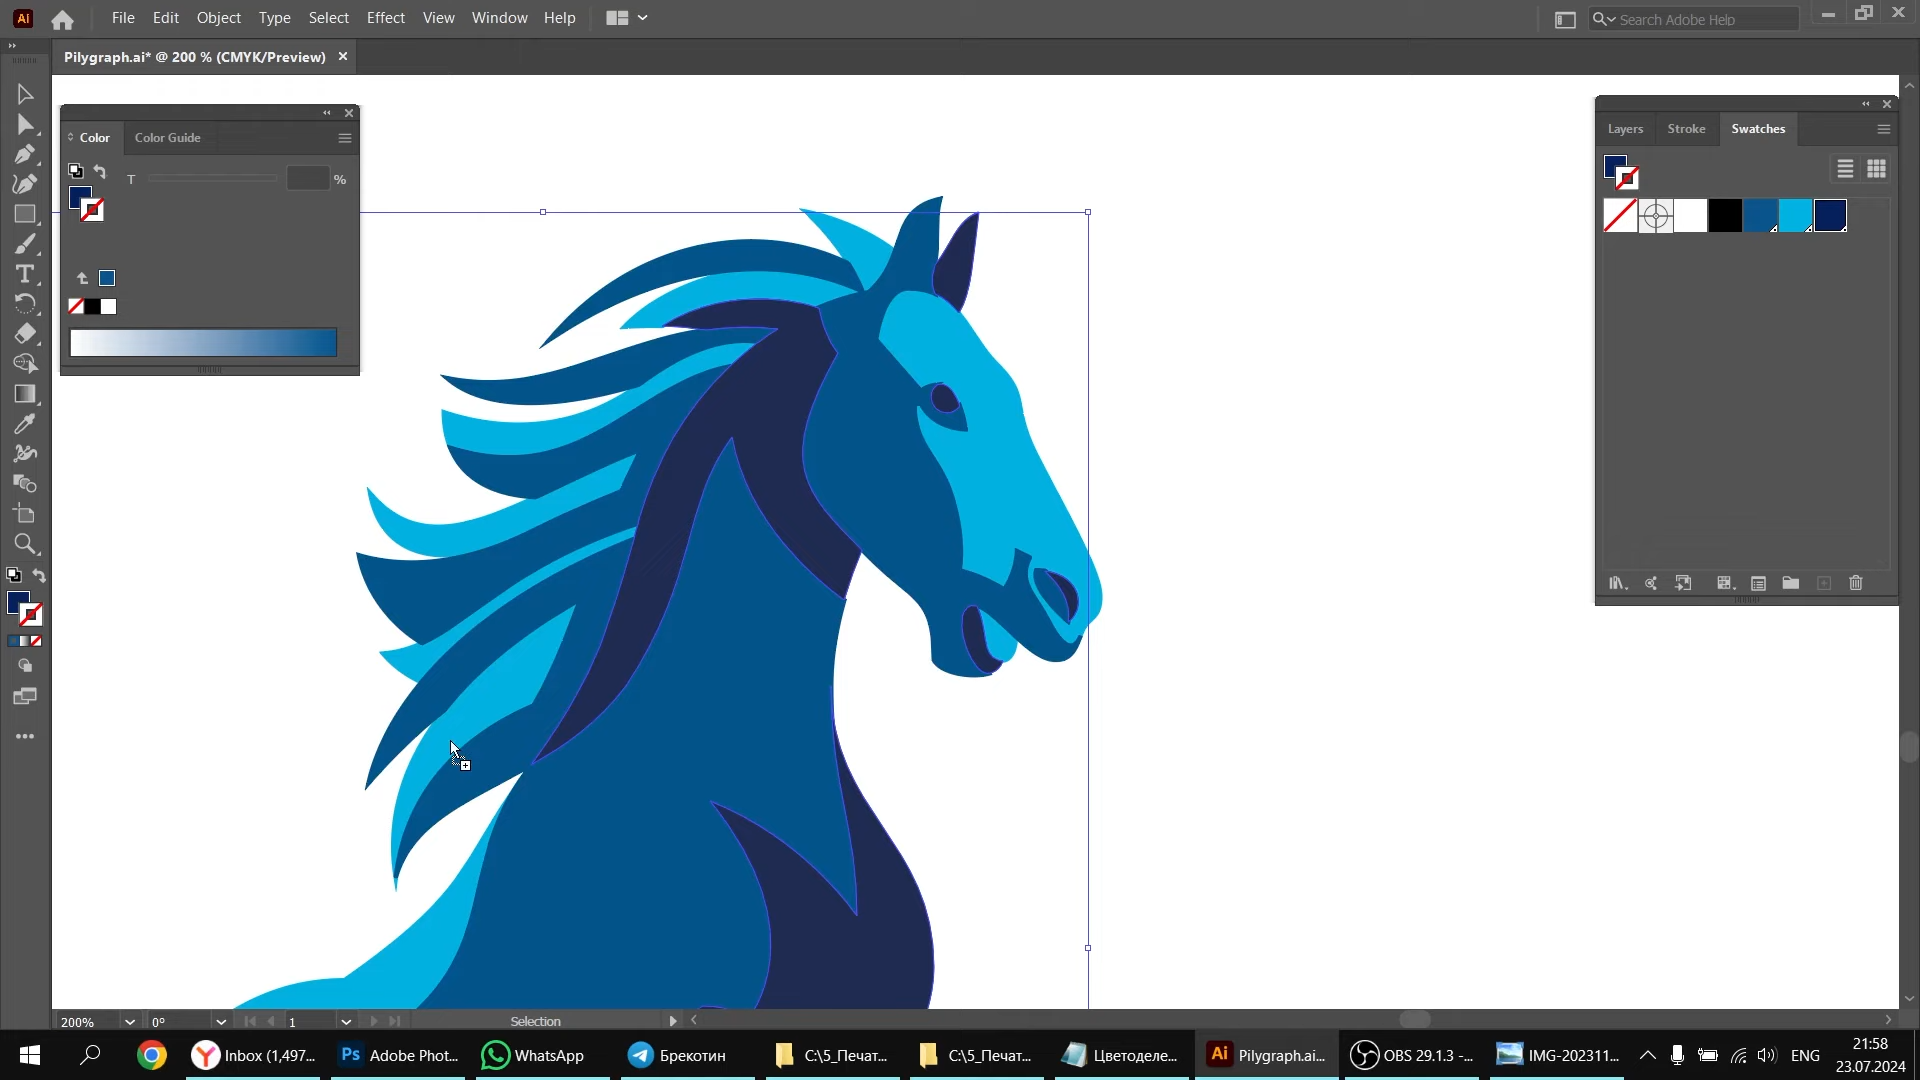 Ai File Edit Object Type Select Effect View Window Help Search Adobe Help
Pilygraph.ai* @ 200 % (CMYK/Preview)
Color Color Guide
T %
Layers Stroke Swatches
200% 0° 1 Selection
Inbox (1,497... Ps Adobe Phot... WhatsApp Брекотин C:\5_Печат... C:\5_Печат... Цветоделе... Ai Pilygraph.ai... OBS 29.1.3 -... IMG-202311... ENG
21:58
23.07.2024